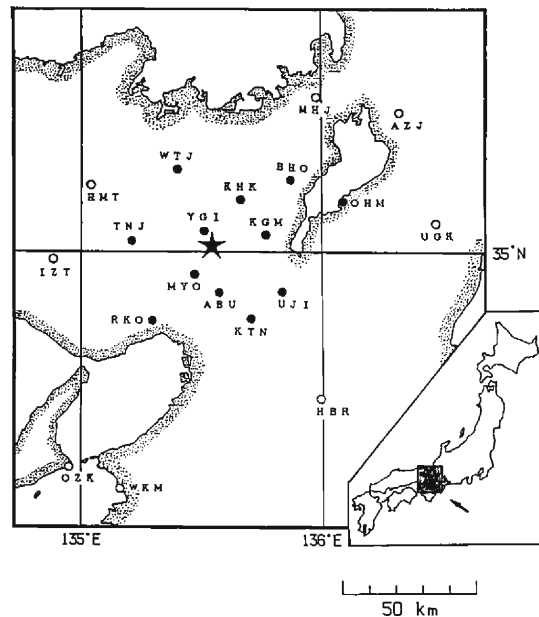 MHJ
AZJ
WTJ
BHO
HMT
KHK
OHM
YGI
KGM
TNJ
UGK
35°N
IZT
MYO
ABU
UJI
RKO
KTN
HBR
OZK
WKM
135°E
136°E
50 km